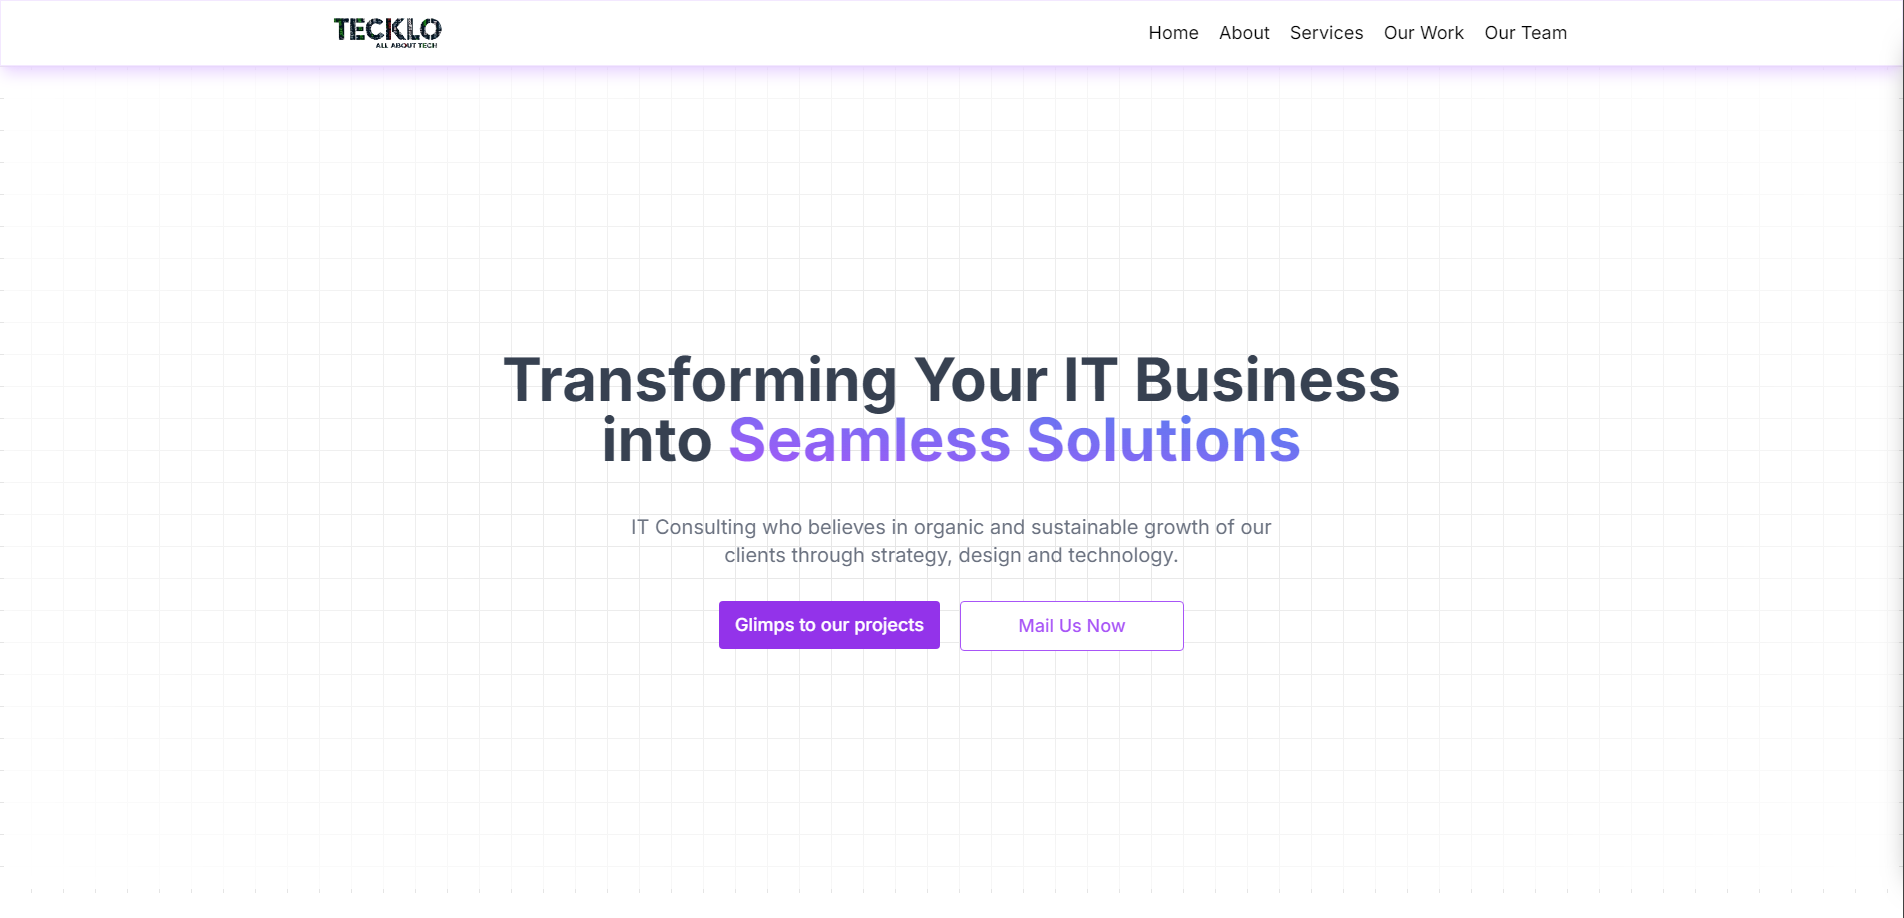 TECKLO
ALL ABOUT TECH
Home About Services Our Work Our Team
Transforming Your IT Business
into Seamless Solutions
IT Consulting who believes in organic and sustainable growth of our
clients through strategy, design and technology.
Glimps to our projects
Mail Us Now